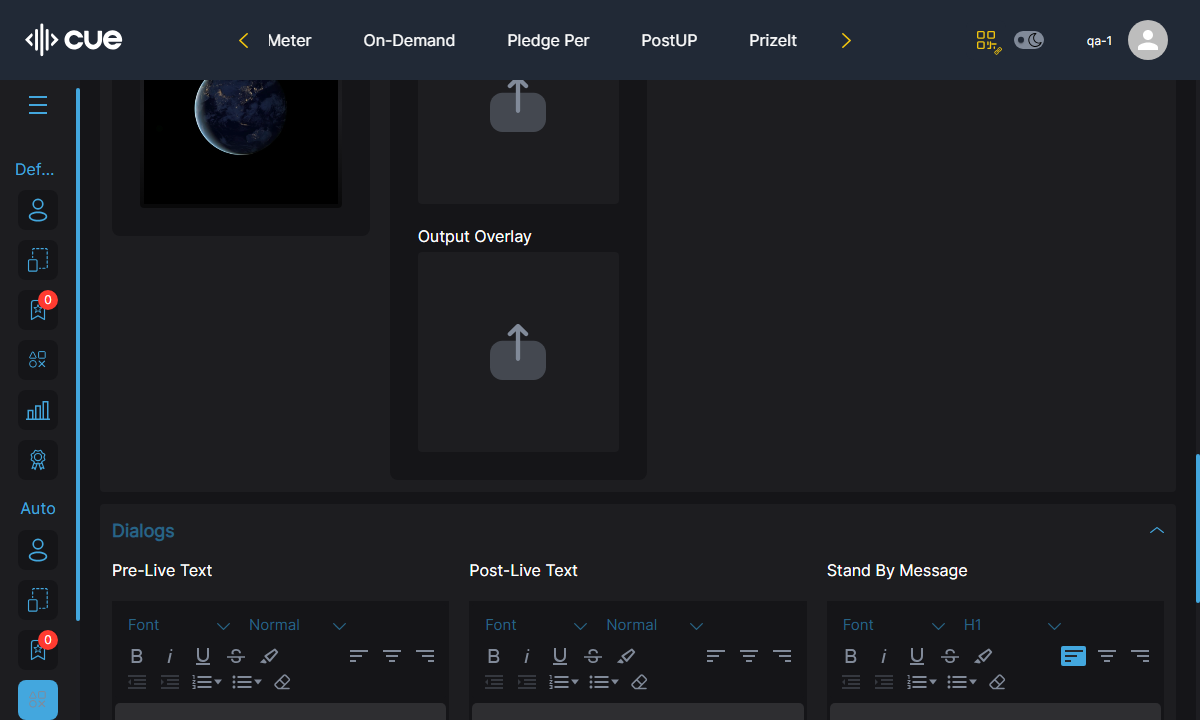 cue
Meter On-Demand Pledge Per PostUP PrizeIt
qa-1
Def...
0
Auto
0
Output Overlay
Dialogs
Pre-Live Text Post-Live Text Stand By Message
Font Normal Font Normal Font H1